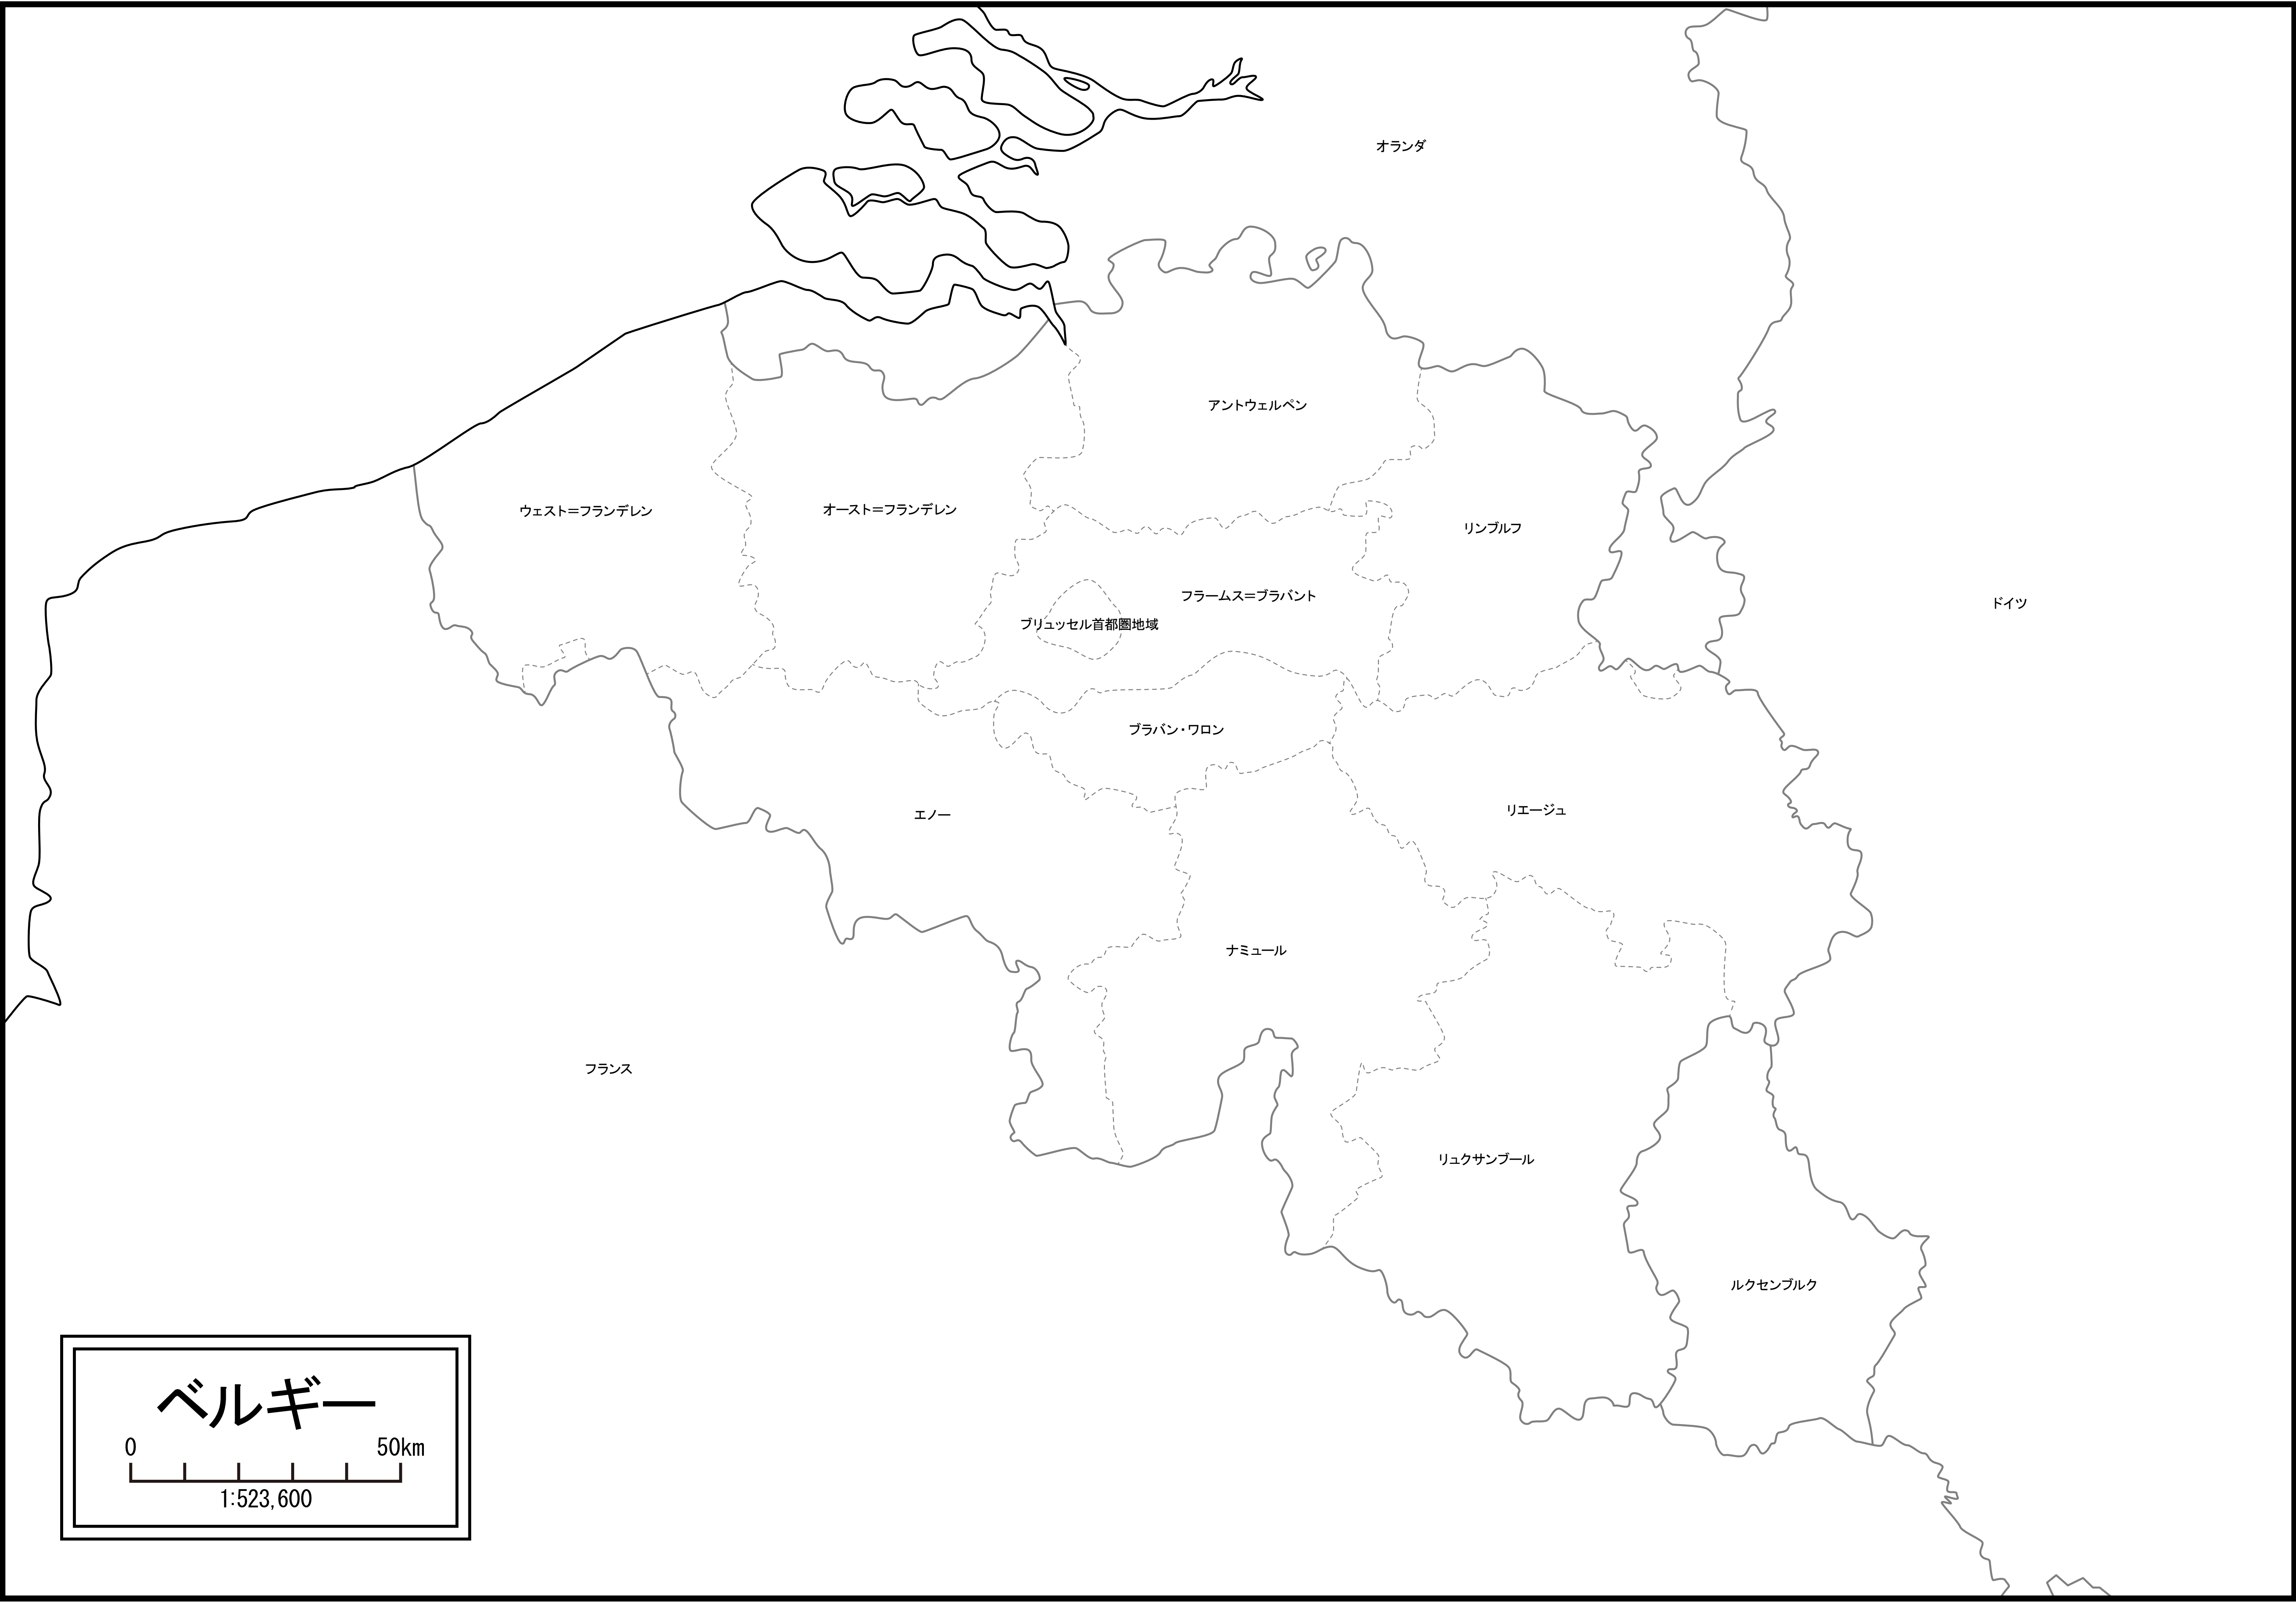 オランダ
アントウェルペン
ウェスト=フランデレン
オースト=フランデレン
リンブルフ
フラームス=ブラバント
ドイツ
ブリュッセル首都圏地域
ブラバン・ワロン
エノー
リエージュ
ナミュール
フランス
リュクサンブール
ルクセンブルク
ベルギー
0 50km
1:523,600